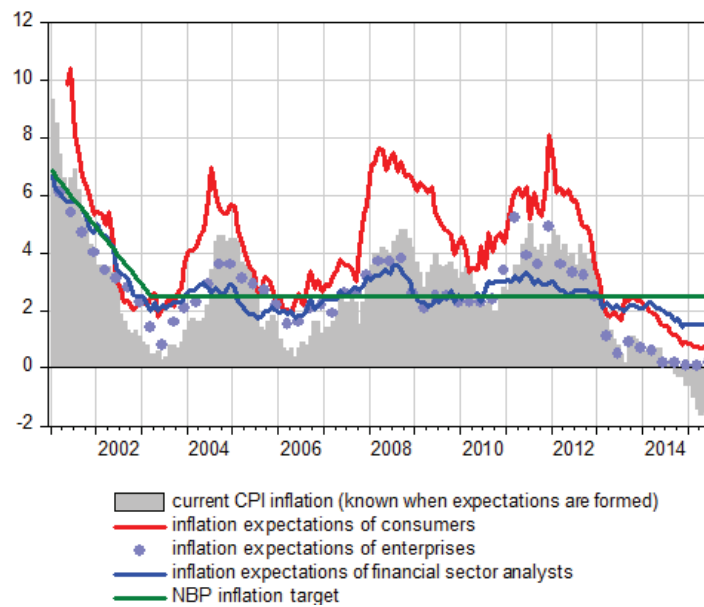 12
10
8
6
4
2
0
-2
2002 2004 2006 2008 2010 2012 2014
current CPI inflation (known when expectations are formed)
inflation expectations of consumers
inflation expectations of enterprises
inflation expectations of financial sector analysts
NBP inflation target